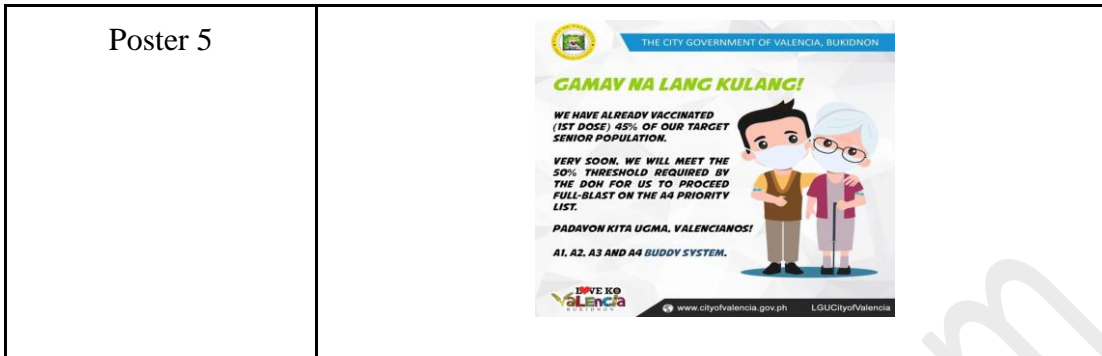 Poster 5
THE CITY GOVERNMENT OF VALENCIA, BUKIDNON
GAMAY NA LANG KULANG!
WE HAVE ALREADY VACCINATED
(1ST DOSE) 45% OF OUR TARGET
SENIOR POPULATION.
VERY SOON, WE WILL MEET THE
50% THRESHOLD REQUIRED BY
THE DOH FOR US TO PROCEED
FULL-BLAST ON THE A4 PRIORITY
LIST.
PADAYON KITA UGMA, VALENCIANOS!
A1, A2, A3 AND A4 BUDDY SYSTEM.
LOVE KO
VALENCIA
BUKIDNON
www.cityofvalencia.gov.ph LGUCityofValencia